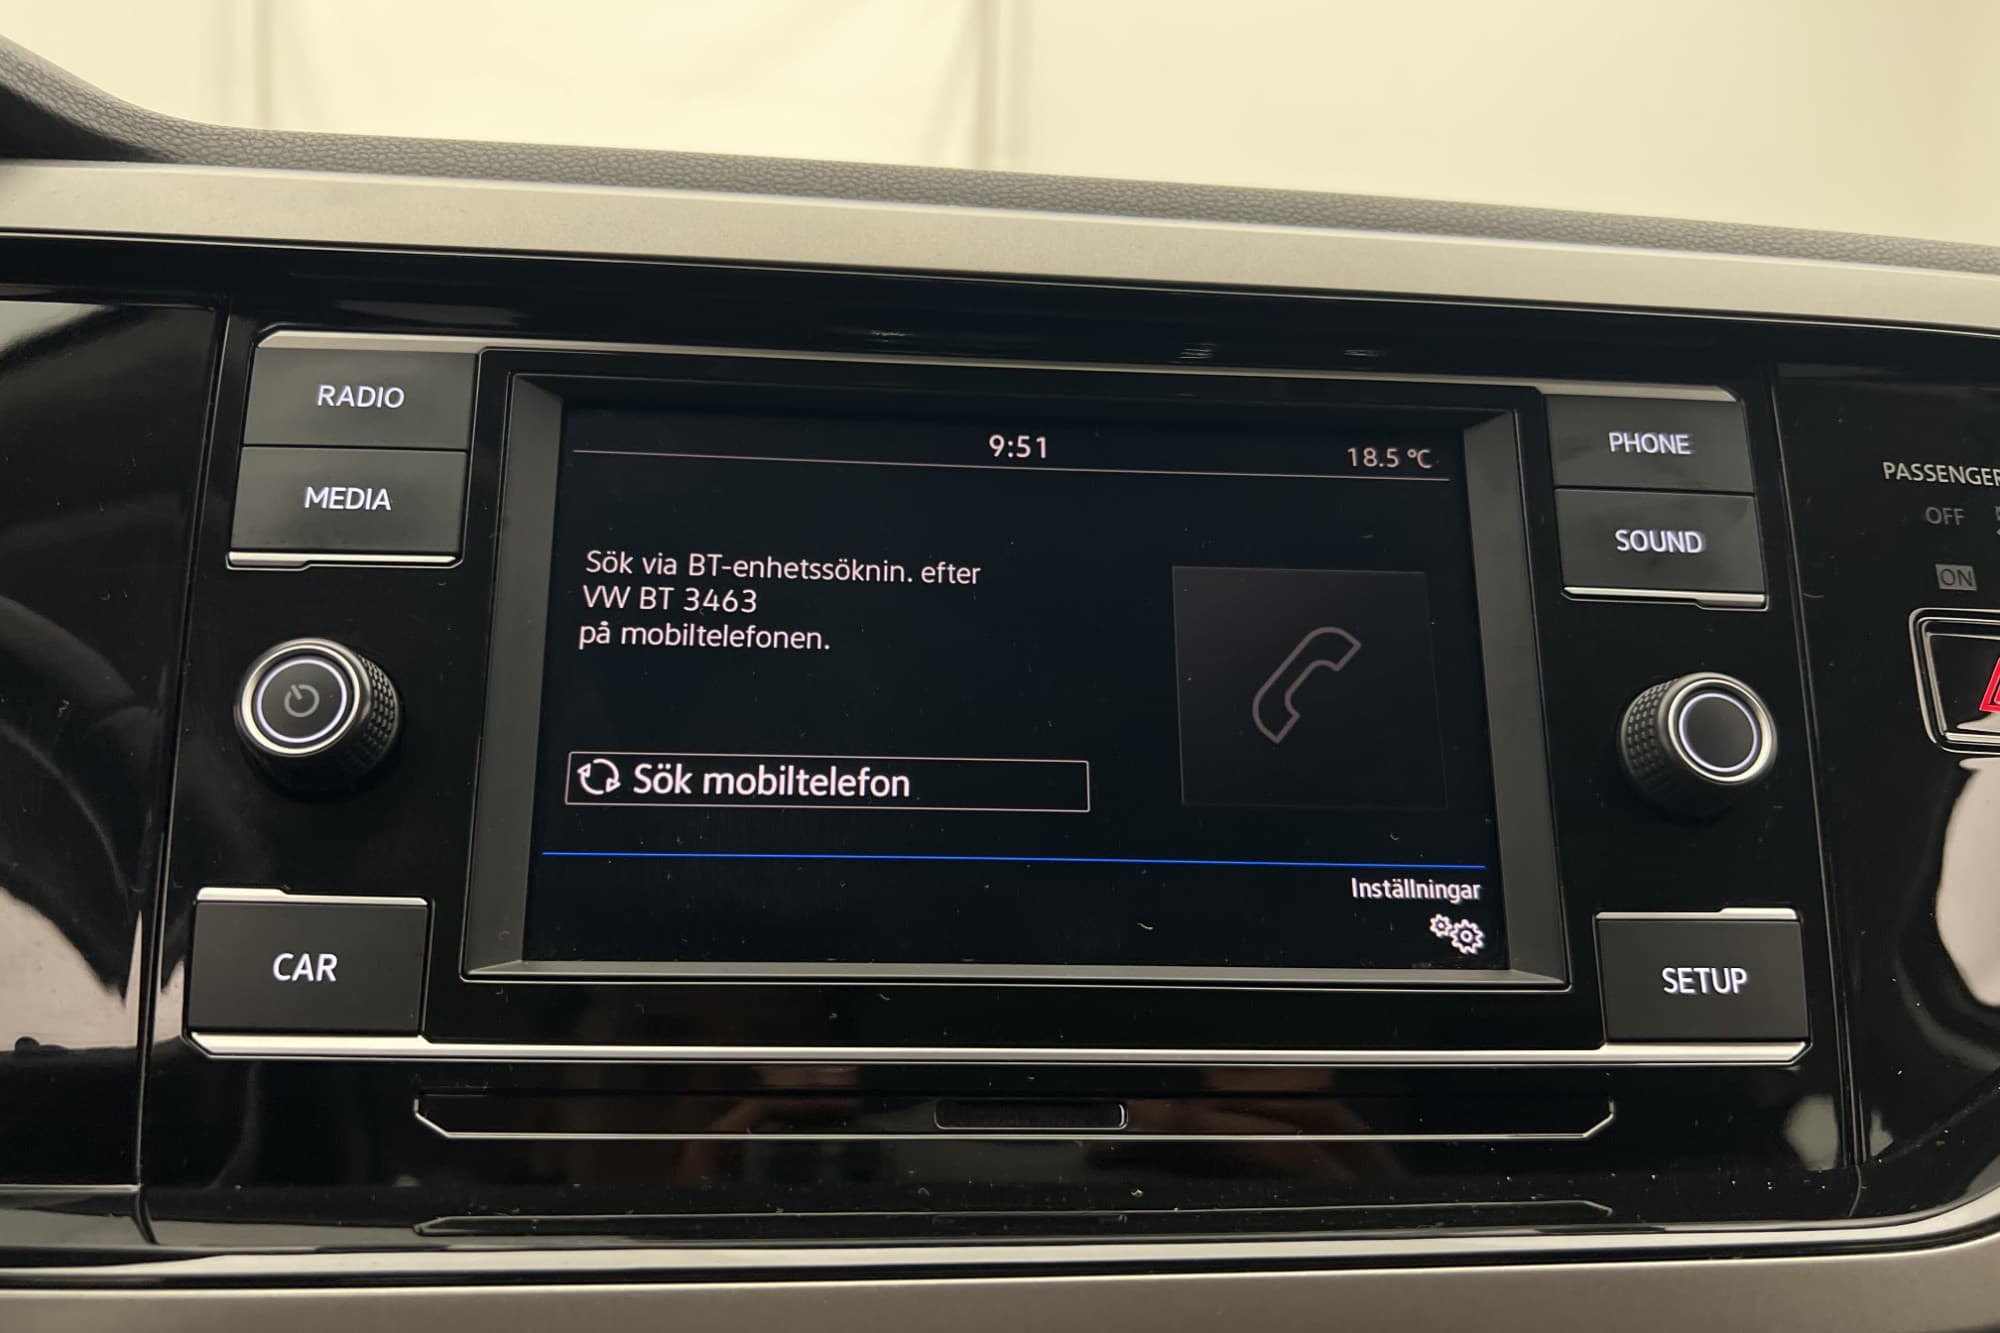 RADIO
MEDIA
CAR
9:51
18.5 °C
Sök via BT-enhetssöknin. efter
VW BT 3463
på mobiltelefonen.
Sök mobiltelefon
Inställningar
PHONE
SOUND
SETUP
PASSENGER
OFF
ON